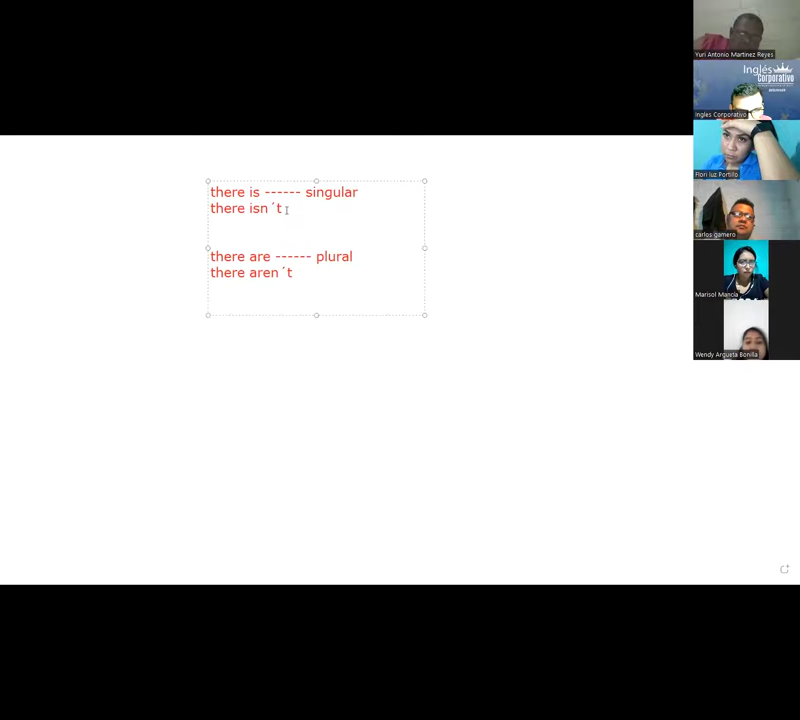 there is ------ singular
there isn´t
there are ------ plural
there aren´t
Yuri Antonio Martinez Reyes
Inglés
Corporativo
Ingles Corporativo
Flori luz Portillo
carlos gamero
Marisol Mancia
Wendy Argueta Bonilla